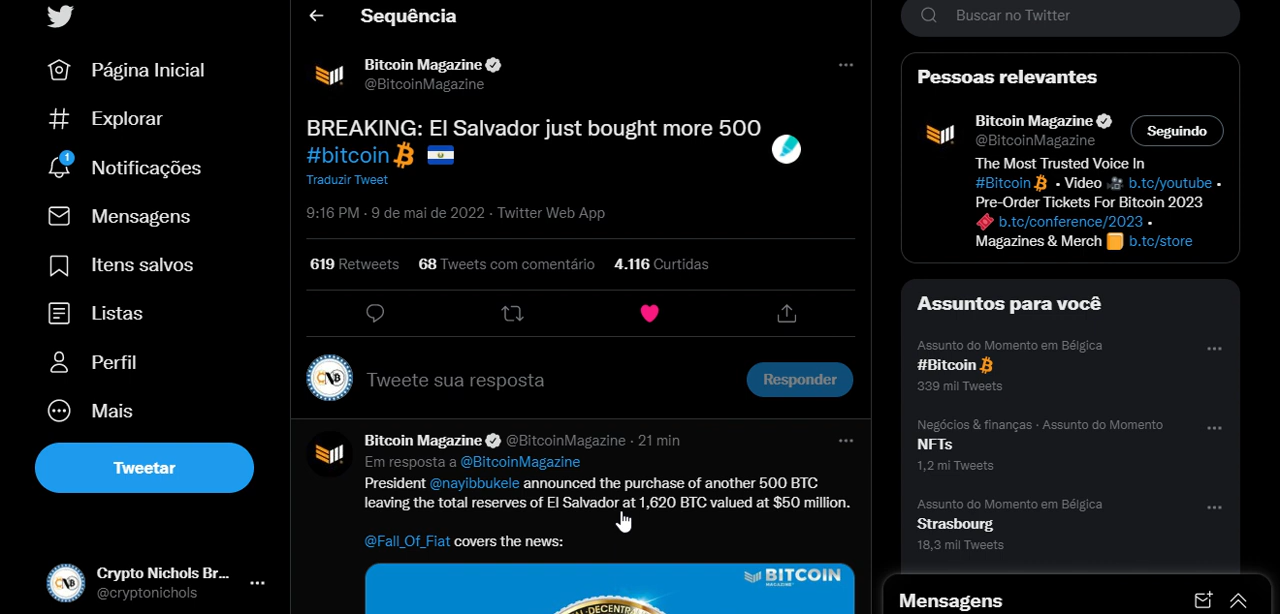 Página Inicial
Explorar
1
Notificações
Mensagens
Itens salvos
Listas
Perfil
Mais
Tweetar
CNB
Crypto Nichols Br...
@cryptonichols
Sequência
Bitcoin Magazine
@BitcoinMagazine
BREAKING: El Salvador just bought more 500
#bitcoin
Traduzir Tweet
9:16 PM · 9 de mai de 2022 · Twitter Web App
619 Retweets 68 Tweets com comentário 4.116 Curtidas
CNB
Tweete sua resposta
Responder
Bitcoin Magazine @BitcoinMagazine · 21 min
Em resposta a @BitcoinMagazine
President @nayibbukele announced the purchase of another 500 BTC
leaving the total reserves of El Salvador at 1,620 BTC valued at $50 million.
@Fall_Of_Fiat covers the news:
BITCOIN
MAGAZINE
DECENTRA
Buscar no Twitter
Pessoas relevantes
Bitcoin Magazine
@BitcoinMagazine
Seguindo
The Most Trusted Voice In
#Bitcoin • Video b.tc/youtube •
Pre-Order Tickets For Bitcoin 2023
b.tc/conference/2023 •
Magazines & Merch b.tc/store
Assuntos para você
Assunto do Momento em Bélgica
#Bitcoin
339 mil Tweets
Negócios & finanças · Assunto do Momento
NFTs
1,2 mi Tweets
Assunto do Momento em Bélgica
Strasbourg
18,3 mil Tweets
Mensagens